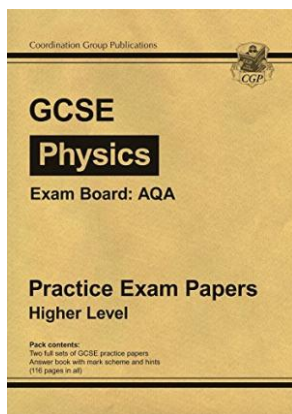 Coordination Group Publications
CGP
GCSE
Physics
Exam Board: AQA
Practice Exam Papers
Higher Level
Pack contents:
Two full sets of GCSE practice papers
Answer book with mark scheme and hints
(116 pages in all)